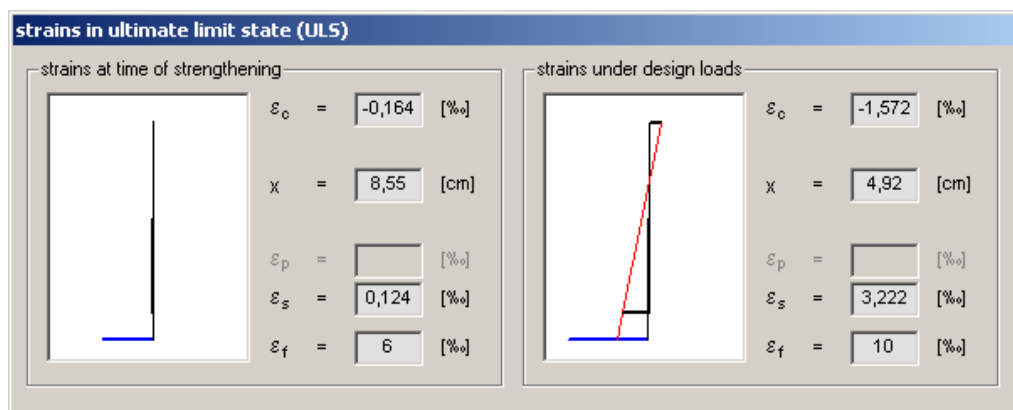 strains in ultimate limit state (ULS)
strains at time of strengthening
εc = -0,164 [‰]
x = 8,55 [cm]
εp = [‰]
εs = 0,124 [‰]
εf = 6 [‰]
strains under design loads
εc = -1,572 [‰]
x = 4,92 [cm]
εp = [‰]
εs = 3,222 [‰]
εf = 10 [‰]